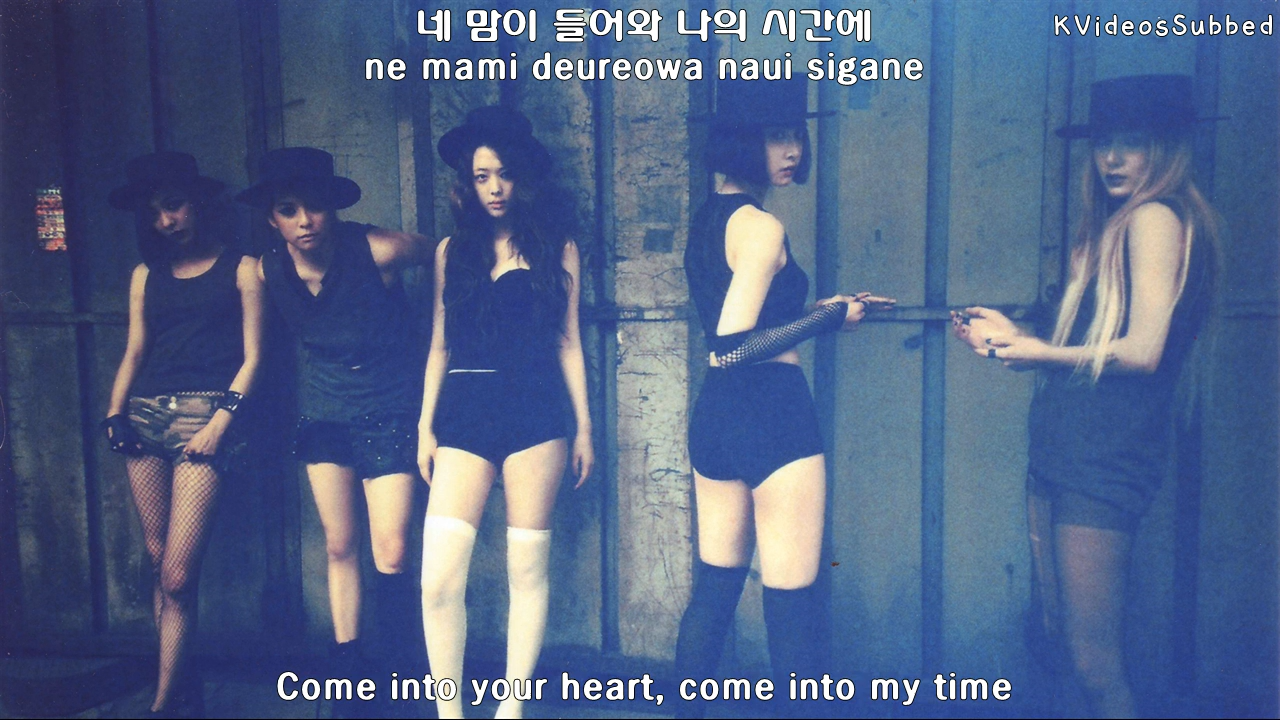 네 맘이 들어와 나의 시간에
KVideosSubbed
ne mami deureowa naui sigane
Come into your heart, come into my time